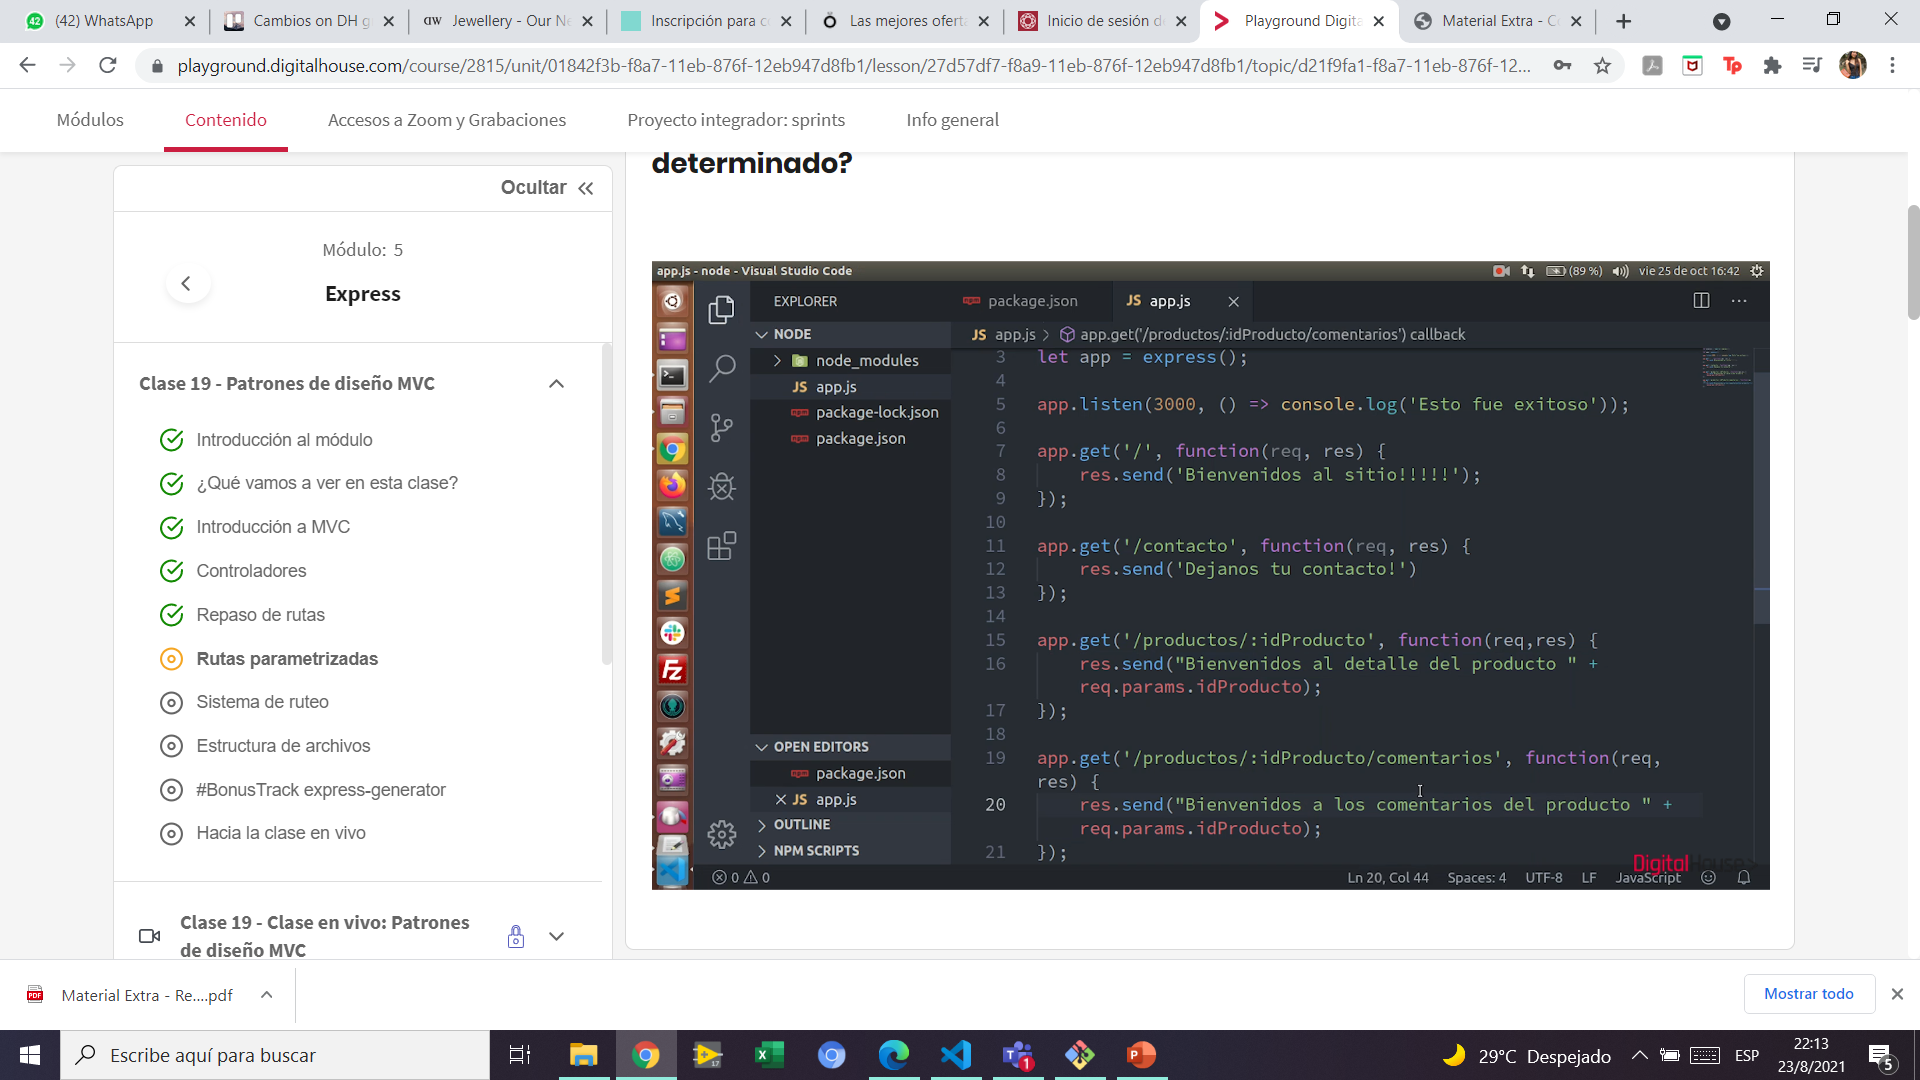 (42) WhatsApp
Cambios on DH g
Jewellery - Our Ne
Inscripción para c
Las mejores oferta
Inicio de sesión d
Playground Digita
Material Extra - C
playground.digitalhouse.com/course/2815/unit/01842f3b-f8a7-11eb-876f-12eb947d8fb1/lesson/27d57df7-f8a9-11eb-876f-12eb947d8fb1/topic/d21f9fa1-f8a7-11eb-876f-12...
Módulos
Contenido
Accesos a Zoom y Grabaciones
Proyecto integrador: sprints
Info general
Ocultar
Módulo: 5
Express
Clase 19 - Patrones de diseño MVC
Introducción al módulo
¿Qué vamos a ver en esta clase?
Introducción a MVC
Controladores
Repaso de rutas
Rutas parametrizadas
Sistema de ruteo
Estructura de archivos
#BonusTrack express-generator
Hacia la clase en vivo
Clase 19 - Clase en vivo: Patrones
de diseño MVC
determinado?
app.js - node - Visual Studio Code
(89 %)
vie 25 de oct 16:42
EXPLORER
NODE
node_modules
JS app.js
package-lock.json
package.json
OPEN EDITORS
package.json
JS app.js
OUTLINE
NPM SCRIPTS
package.json
JS app.js
JS app.js > app.get('/productos/:idProducto/comentarios') callback
3 let app = express();
4
5 app.listen(3000, () => console.log('Esto fue exitoso'));
6
7 app.get('/', function(req, res) {
8 res.send('Bienvenidos al sitio!!!!!');
9 });
10
11 app.get('/contacto', function(req, res) {
12 res.send('Dejanos tu contacto!')
13 });
14
15 app.get('/productos/:idProducto', function(req,res) {
16 res.send("Bienvenidos al detalle del producto " +
req.params.idProducto);
17 });
18
19 app.get('/productos/:idProducto/comentarios', function(req,
res) {
20 res.send("Bienvenidos a los comentarios del producto " +
req.params.idProducto);
21 });
DigitalHouse>
0 0
Ln 20, Col 44
Spaces: 4
UTF-8
LF
JavaScript
Material Extra - Re....pdf
Mostrar todo
Escribe aquí para buscar
29°C Despejado
ESP
22:13
23/8/2021
5